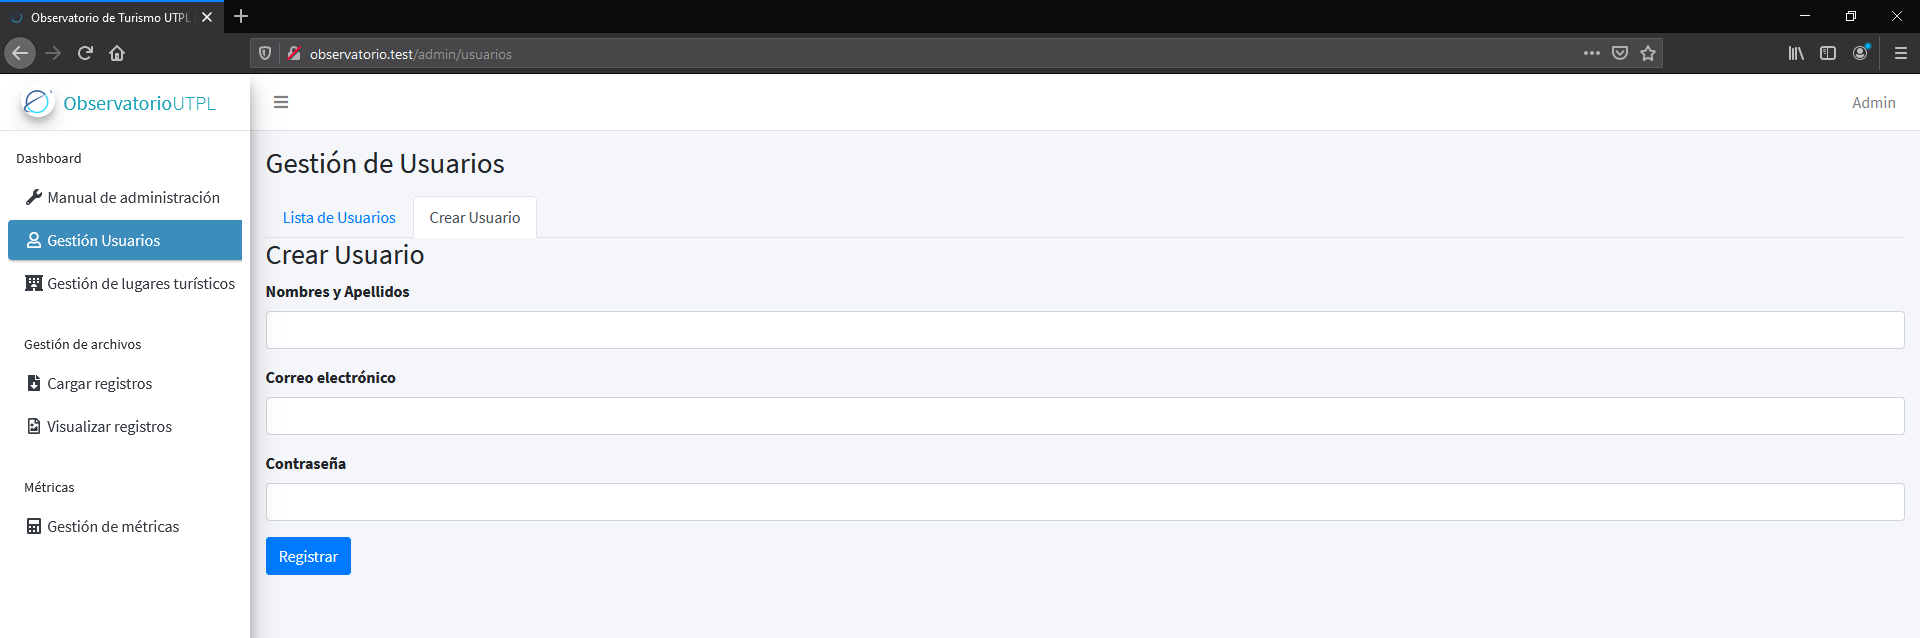 Observatorio de Turismo UTPL
observatorio.test/admin/usuarios
ObservatorioUTPL
Admin
Dashboard
Manual de administración
Gestión Usuarios
Gestión de lugares turísticos
Gestión de archivos
Cargar registros
Visualizar registros
Métricas
Gestión de métricas
Gestión de Usuarios
Lista de Usuarios Crear Usuario
Crear Usuario
Nombres y Apellidos
Correo electrónico
Contraseña
Registrar